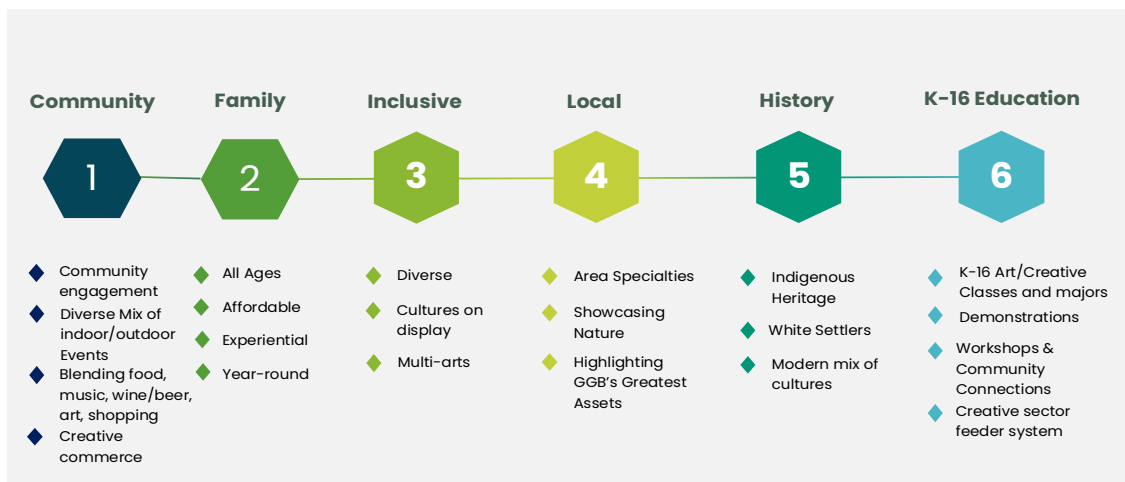 Community
Family
Inclusive
Local
History
K-16 Education
1
2
3
4
5
6
Community
engagement
Diverse Mix of
indoor/outdoor
Events
Blending food,
music, wine/beer,
art, shopping
Creative
commerce
All Ages
Affordable
Experiential
Year-round
Diverse
Cultures on
display
Multi-arts
Area Specialties
Showcasing
Nature
Highlighting
GGB's Greatest
Assets
Indigenous
Heritage
White Settlers
Modern mix of
cultures
K-16 Art/Creative
Classes and majors
Demonstrations
Workshops &
Community
Connections
Creative sector
feeder system